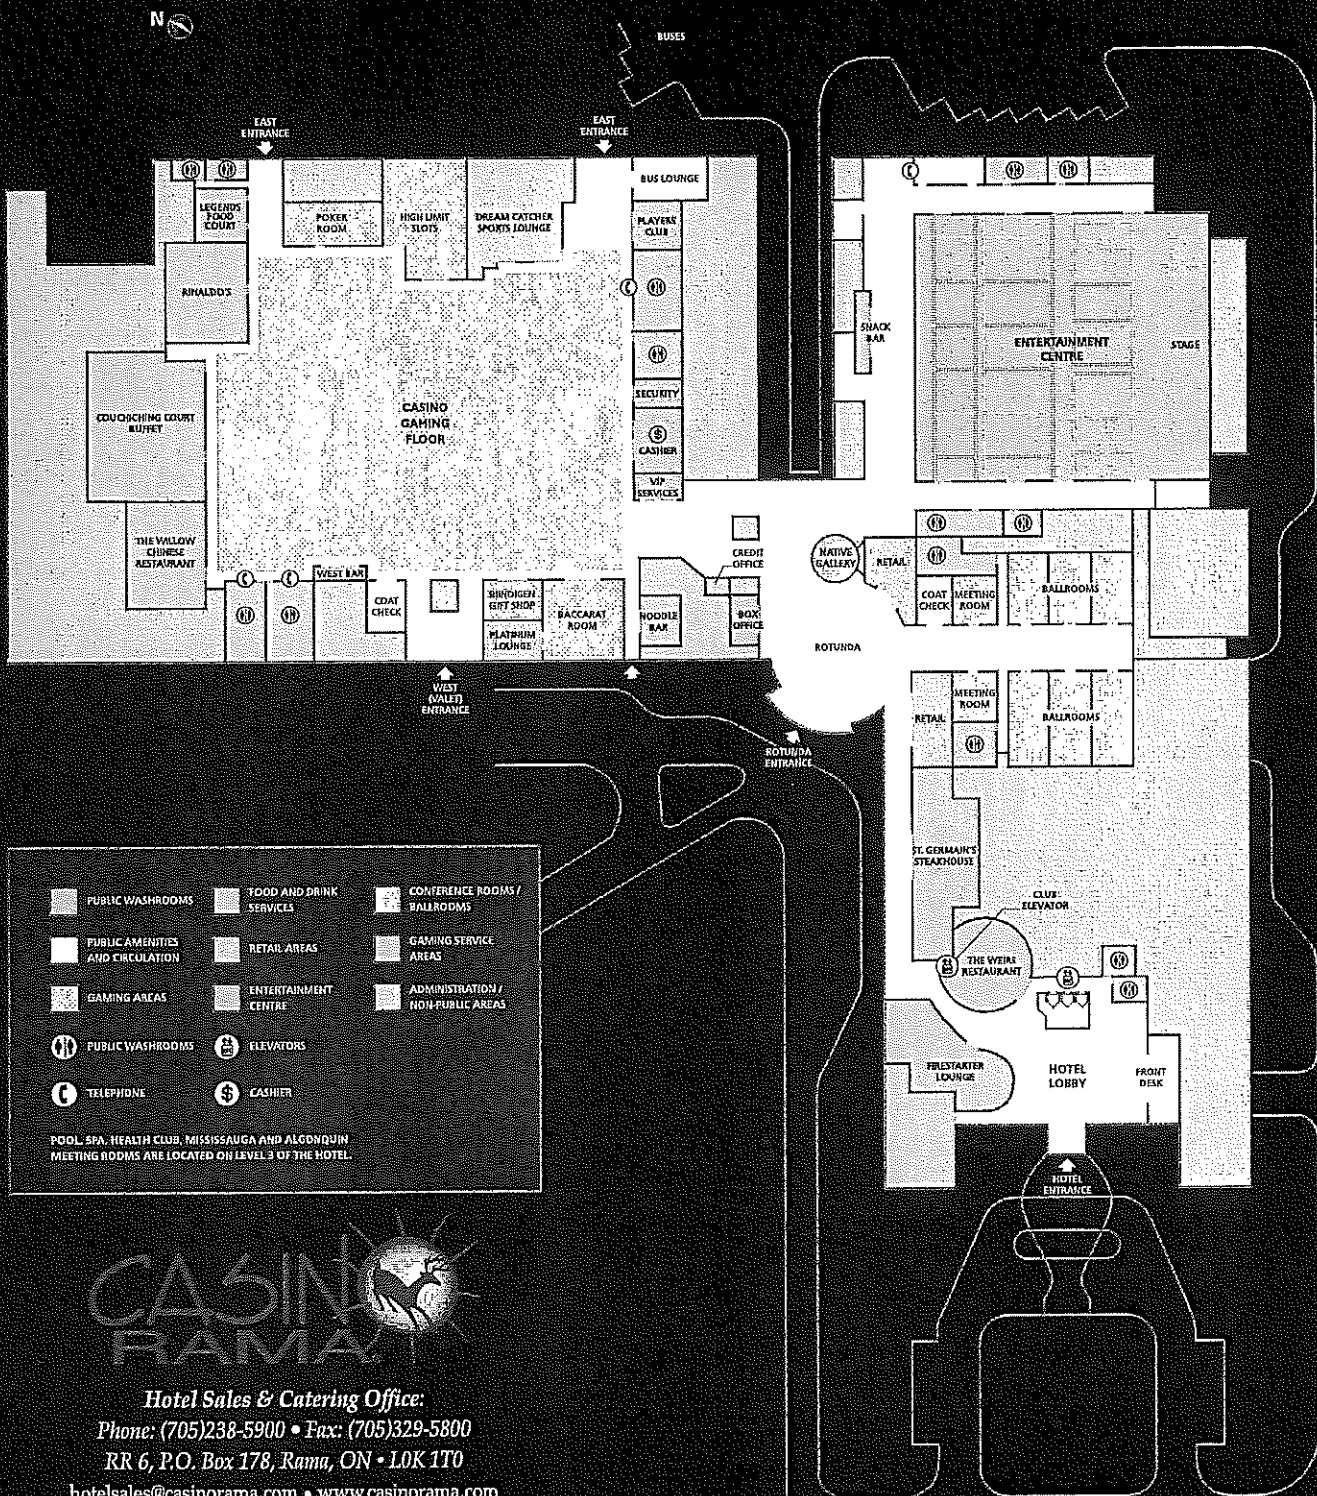 N
BUSES
EAST
ENTRANCE
EAST
ENTRANCE
BUS LOUNGE
LEGENDS
FOOD
COURT
POKER
ROOM
HIGH LIMIT
SLOTS
DREAM CATCHER
SPORTS LOUNGE
PLAYERS
CLUB
RINALDO'S
SNACK
BAR
ENTERTAINMENT
CENTRE
STAGE
COUCHICHING COURT
BUFFET
CASINO
GAMING
FLOOR
SECURITY
$
CASHIER
VIP
SERVICES
THE WILLOW
CHINESE
RESTAURANT
WEST BAR
COAT
CHECK
BIINDIGEN
GIFT SHOP
PLATINUM
LOUNGE
BACCARAT
ROOM
NOODLE
BAR
CREDIT
OFFICE
BOX
OFFICE
NATIVE
GALLERY
RETAIL
COAT
CHECK
MEETING
ROOM
BALLROOMS
ROTUNDA
WEST
(VALET)
ENTRANCE
ROTUNDA
ENTRANCE
RETAIL
MEETING
ROOM
BALLROOMS
ST. GERMAIN'S
STEAKHOUSE
CLUB
ELEVATOR
THE WEIRS
RESTAURANT
FIRESTARTER
LOUNGE
HOTEL
LOBBY
FRONT
DESK
HOTEL
ENTRANCE
PUBLIC WASHROOMS
FOOD AND DRINK
SERVICES
CONFERENCE ROOMS /
BALLROOMS
PUBLIC AMENITIES
AND CIRCULATION
RETAIL AREAS
GAMING SERVICE
AREAS
GAMING AREAS
ENTERTAINMENT
CENTRE
ADMINISTRATION /
NON-PUBLIC AREAS
PUBLIC WASHROOMS
ELEVATORS
TELEPHONE
$ CASHIER
POOL, SPA, HEALTH CLUB, MISSISSAUGA AND ALGONQUIN
MEETING ROOMS ARE LOCATED ON LEVEL 3 OF THE HOTEL.
CASINO
RAMA
Hotel Sales & Catering Office:
Phone: (705)238-5900 • Fax: (705)329-5800
RR 6, P.O. Box 178, Rama, ON • L0K 1T0
hotelsales@casinorama.com • www.casinorama.com